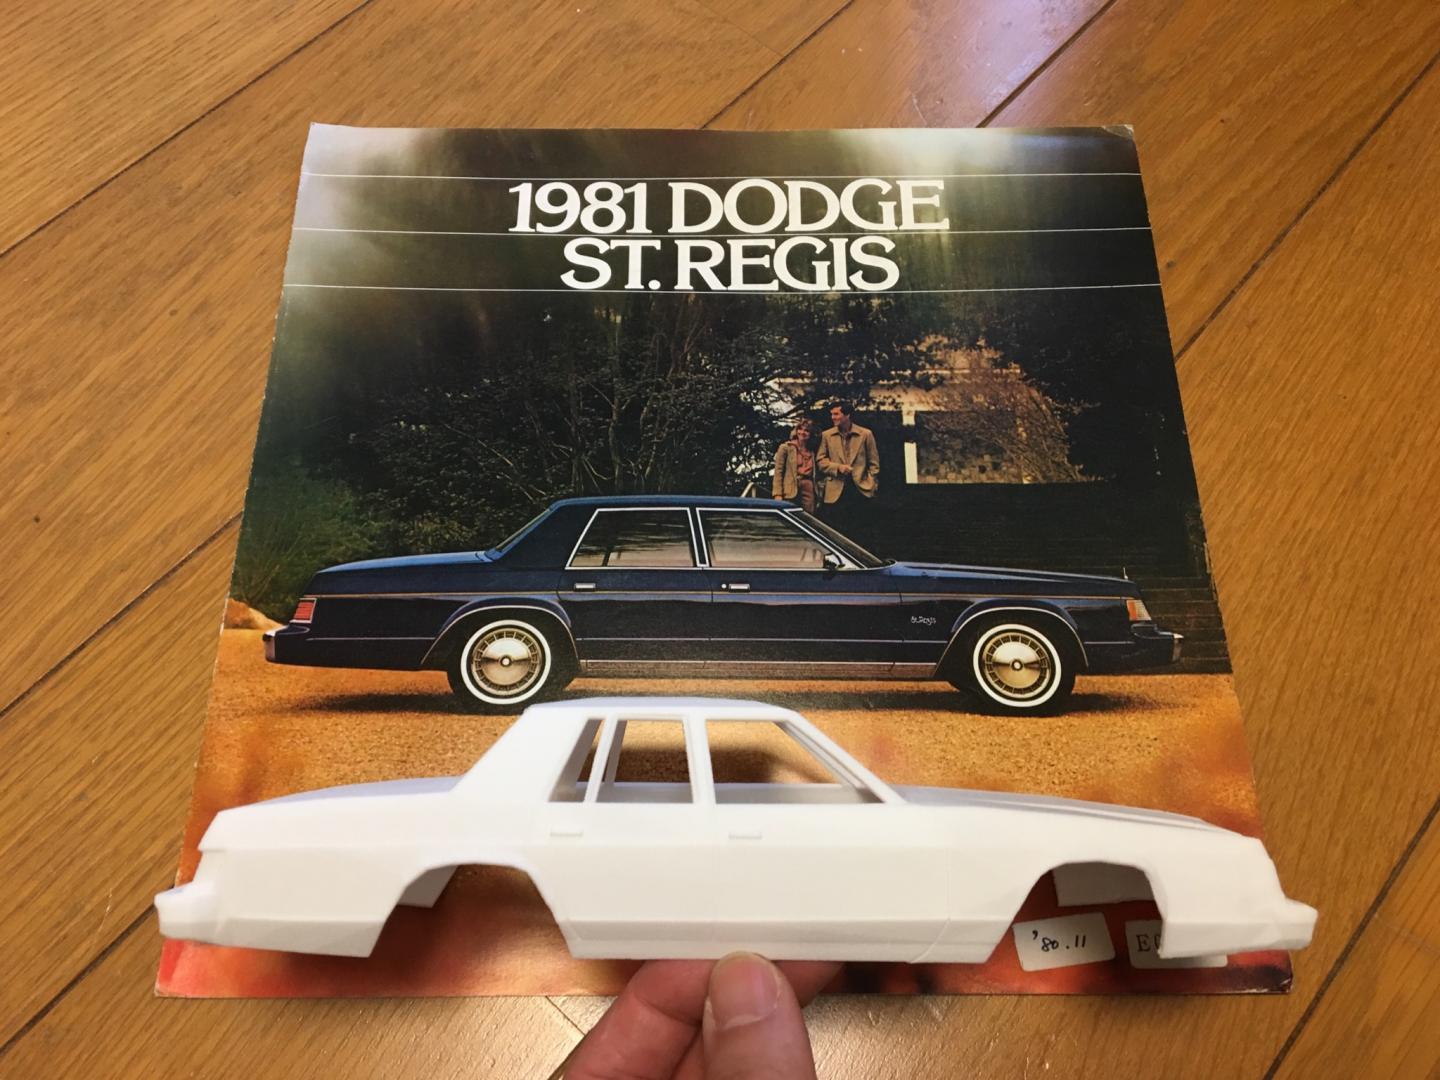 1981 DODGE
ST. REGIS
St. Regis
'80.11